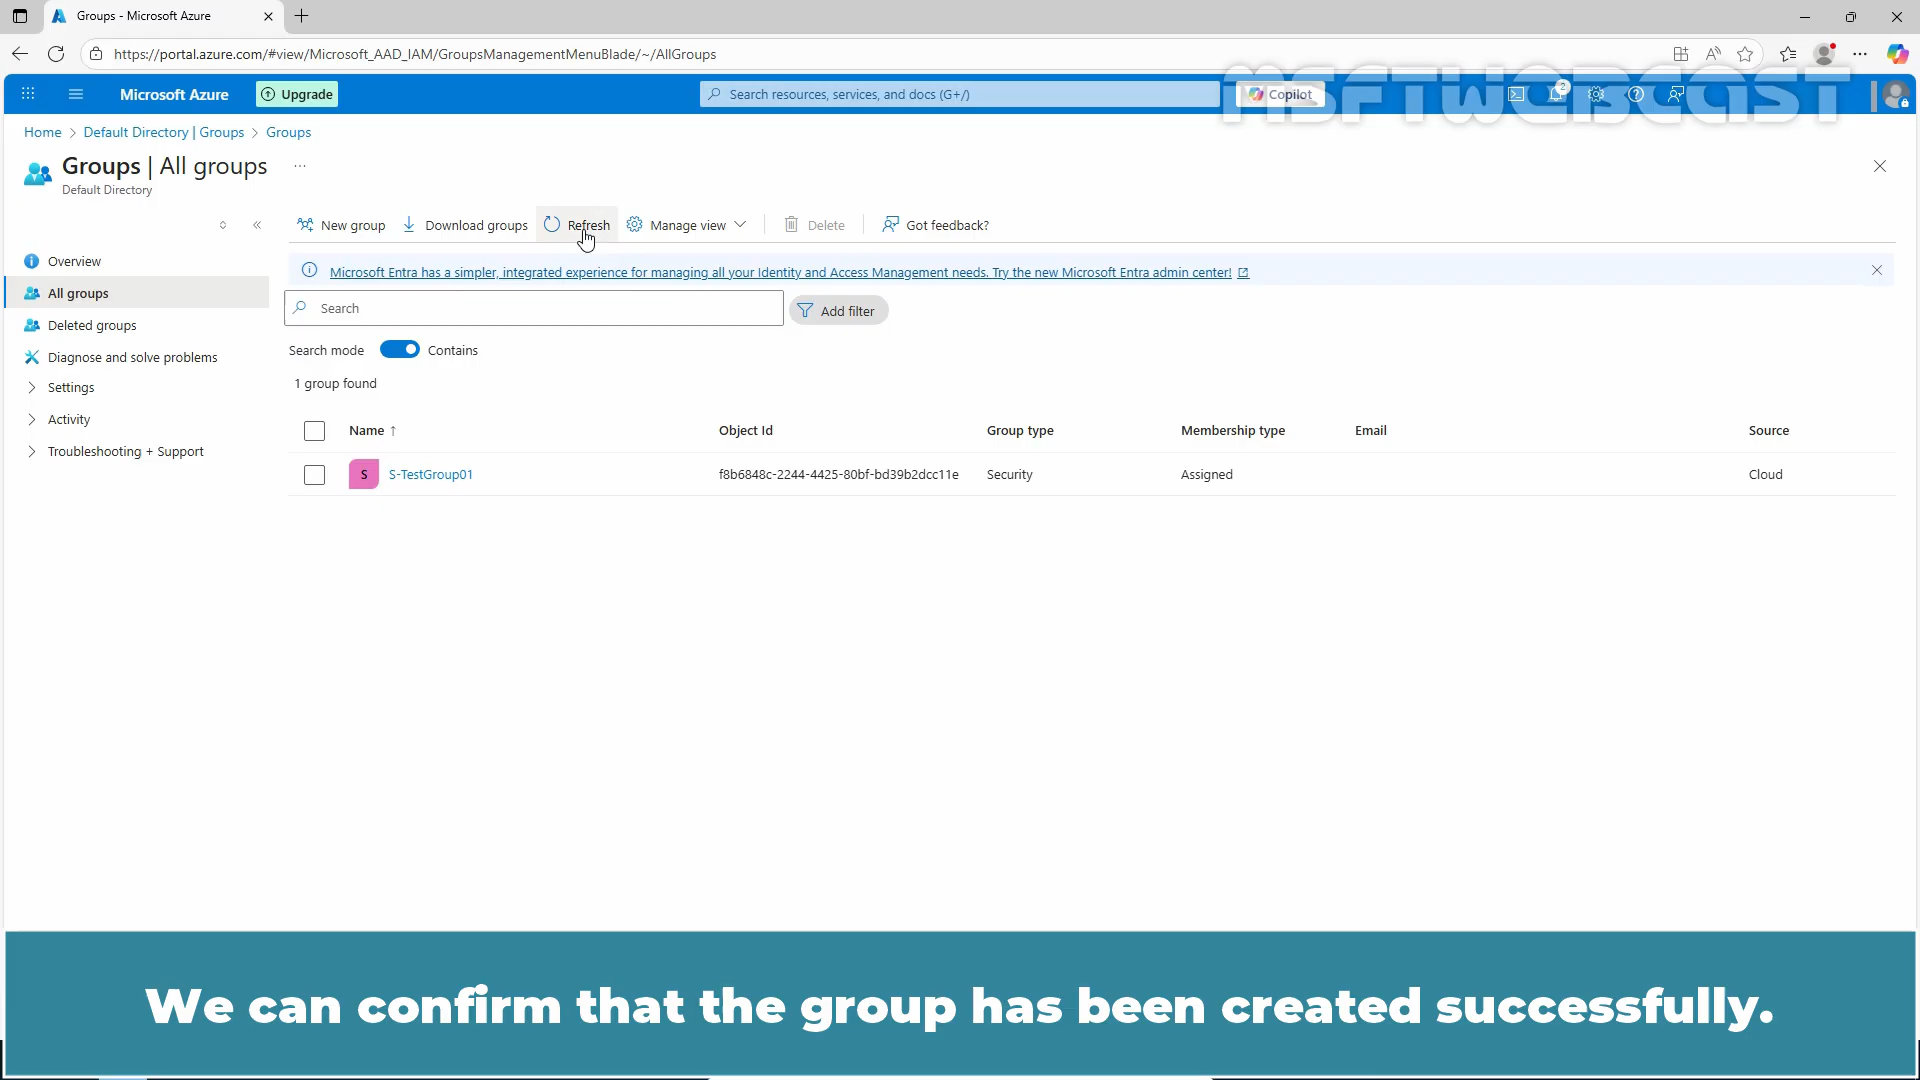 Groups - Microsoft Azure
https://portal.azure.com/#view/Microsoft_AAD_IAM/GroupsManagementMenuBlade/~/AllGroups
Microsoft Azure
Upgrade
Search resources, services, and docs (G+/)
Copilot
2
MSFTWEBCAST
Home > Default Directory | Groups > Groups
Groups | All groups
Default Directory
New group
Download groups
Refresh
Manage view
Delete
Got feedback?
Overview
All groups
Deleted groups
Diagnose and solve problems
Settings
Activity
Troubleshooting + Support
Microsoft Entra has a simpler, integrated experience for managing all your Identity and Access Management needs. Try the new Microsoft Entra admin center!
Search
Add filter
Search mode Contains
1 group found
Name ↑ Object Id Group type Membership type Email Source
S S-TestGroup01 f8b6848c-2244-4425-80bf-bd39b2dcc11e Security Assigned Cloud
We can confirm that the group has been created successfully.